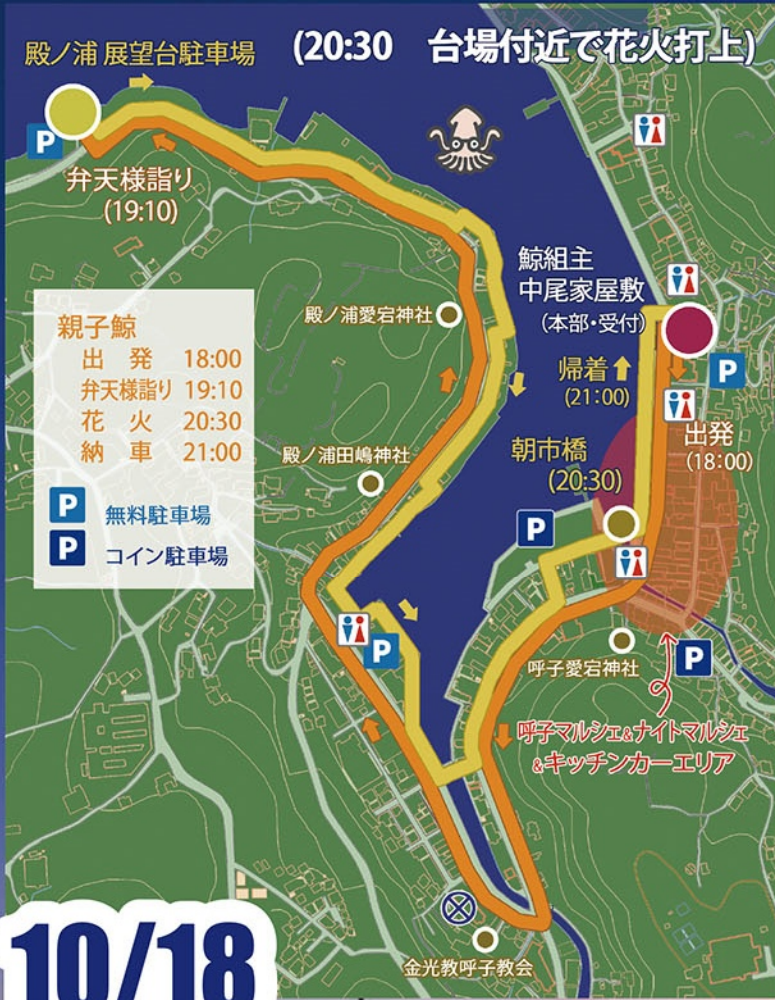 殿ノ浦 展望台駐車場
(20:30 台場付近で花火打上)
P
弁天様詣り
(19:10)
鯨組主
中尾家屋敷
(本部・受付)
殿ノ浦愛宕神社
P
帰着
(21:00)
出発
(18:00)
親子鯨
出 発 18:00
弁天様詣り 19:10
花 火 20:30
納 車 21:00
P 無料駐車場
P コイン駐車場
殿ノ浦田嶋神社
朝市橋
(20:30)
P
P
呼子愛宕神社
P
呼子マルシェ&ナイトマルシェ
&キッチンカーエリア
金光教呼子教会
10/18